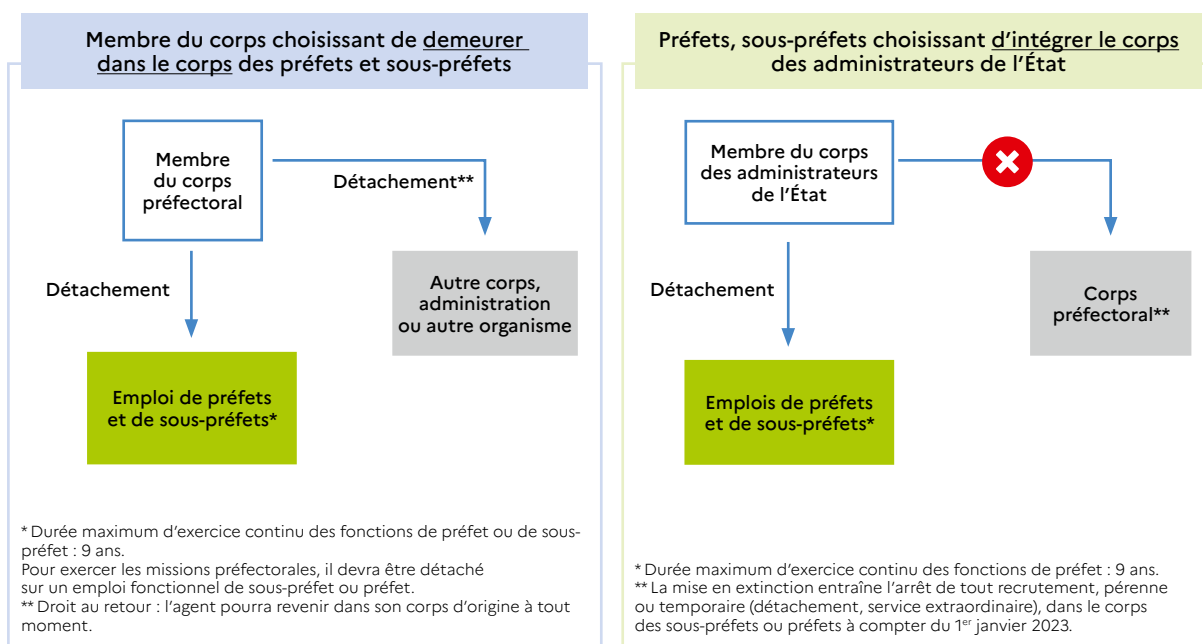 Membre du corps choisissant de demeurer
dans le corps des préfets et sous-préfets
Membre
du corps
préfectoral
Détachement**
Détachement
Autre corps,
administration
ou autre organisme
Emploi de préfets
et de sous-préfets*
* Durée maximum d’exercice continu des fonctions de préfet ou de sous-
préfet : 9 ans.
Pour exercer les missions préfectorales, il devra être détaché
sur un emploi fonctionnel de sous-préfet ou préfet.
** Droit au retour : l’agent pourra revenir dans son corps d’origine à tout
moment.
Préfets, sous-préfets choisissant d’intégrer le corps
des administrateurs de l’État
Membre du corps
des administrateurs
de l’État
Détachement
Corps
préfectoral**
Emplois de préfets
et de sous-préfets*
* Durée maximum d’exercice continu des fonctions de préfet : 9 ans.
** La mise en extinction entraîne l’arrêt de tout recrutement, pérenne
ou temporaire (détachement, service extraordinaire), dans le corps
des sous-préfets ou préfets à compter du 1er janvier 2023.